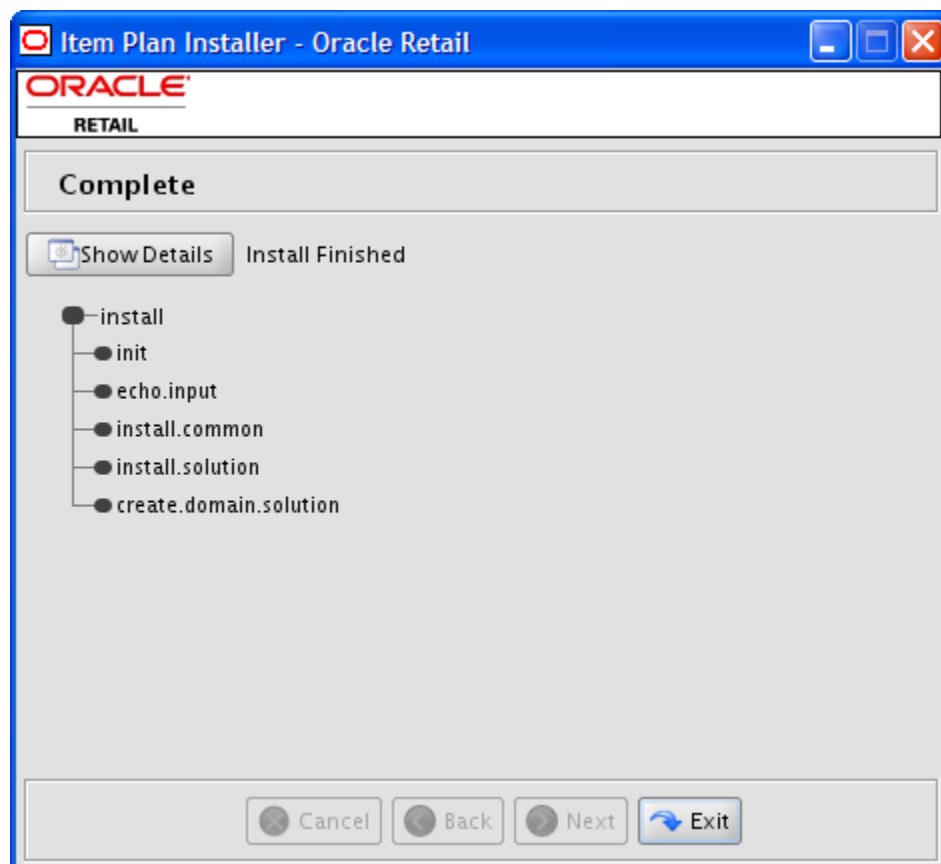 Item Plan Installer - Oracle Retail
ORACLE
RETAIL
Complete
Show Details Install Finished
install
init
echo.input
install.common
install.solution
create.domain.solution
Cancel Back Next Exit